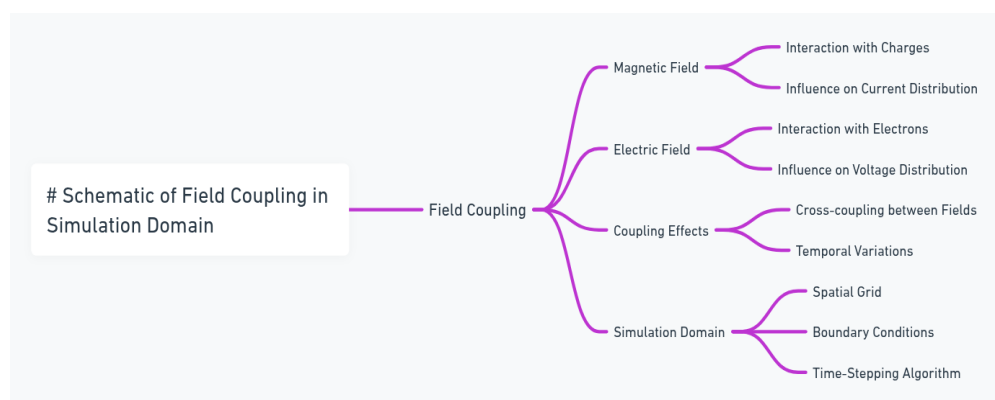 # Schematic of Field Coupling in
Simulation Domain
Field Coupling
Magnetic Field
Interaction with Charges
Influence on Current Distribution
Electric Field
Interaction with Electrons
Influence on Voltage Distribution
Coupling Effects
Cross-coupling between Fields
Temporal Variations
Simulation Domain
Spatial Grid
Boundary Conditions
Time-Stepping Algorithm